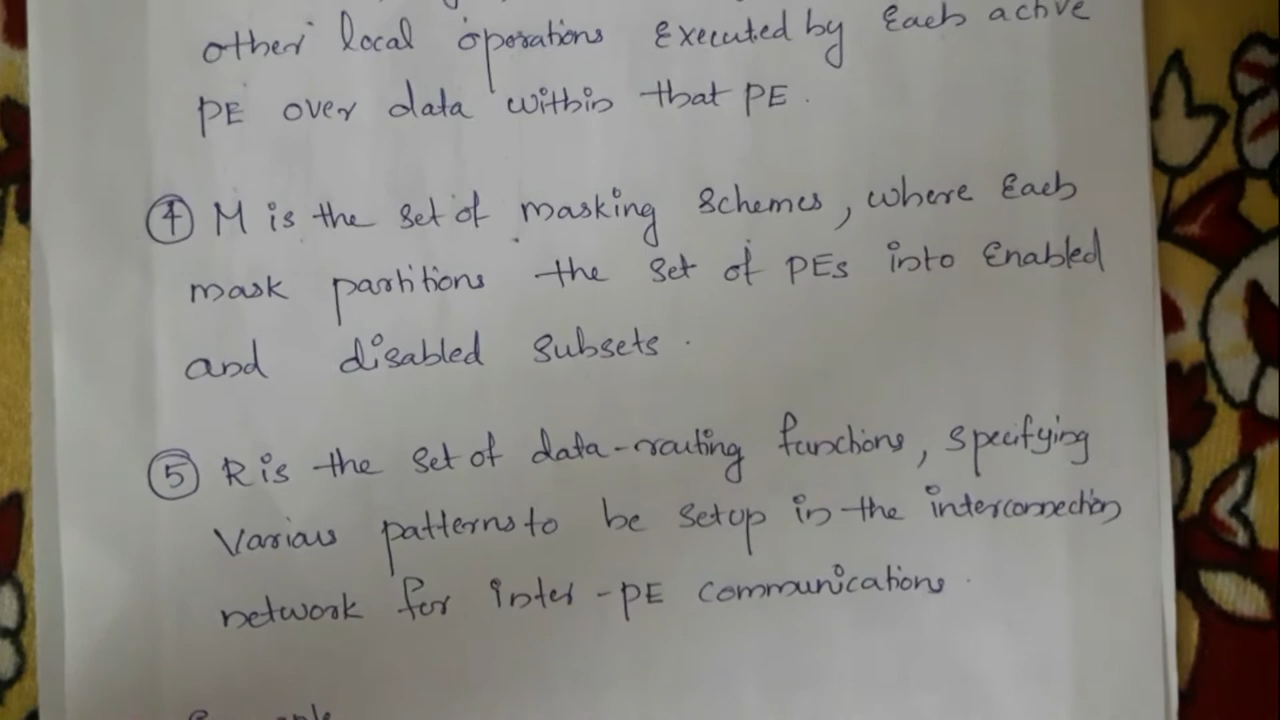 other local operations Executed by Each active
PE over data within that PE.
④ M is the set of masking schemes, where Each
mask partitions the set of PEs into Enabled
and disabled subsets.
⑤ R is the set of data-routing functions, specifying
Various patterns to be setup in the interconnection
network for inter-PE communications.